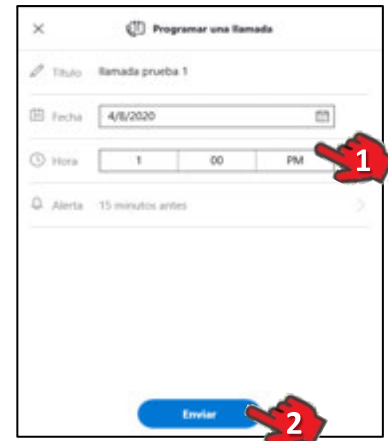 Programar una llamada
Título llamada prueba 1
Fecha 4/8/2020
Hora 1 00 PM
1
Alerta 15 minutos antes
Enviar
2